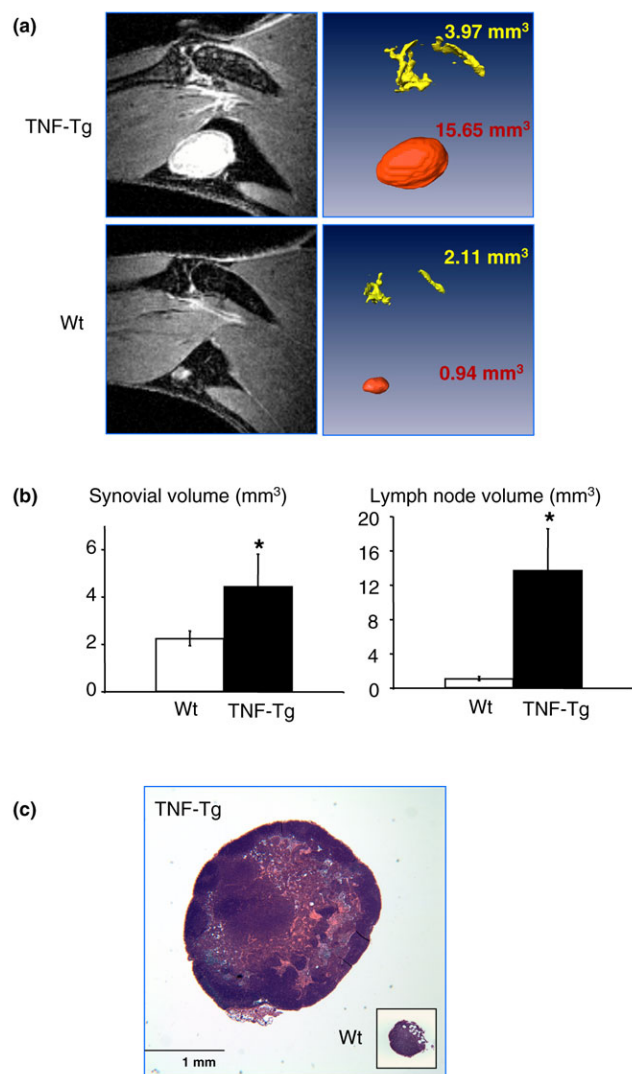 (a)
TNF-Tg
3.97 mm³
15.65 mm³
Wt
2.11 mm³
0.94 mm³
(b)
Synovial volume (mm³)
6
4
2
0
*
Wt
TNF-Tg
Lymph node volume (mm³)
20
16
12
8
4
0
*
Wt
TNF-Tg
(c)
TNF-Tg
Wt
1 mm